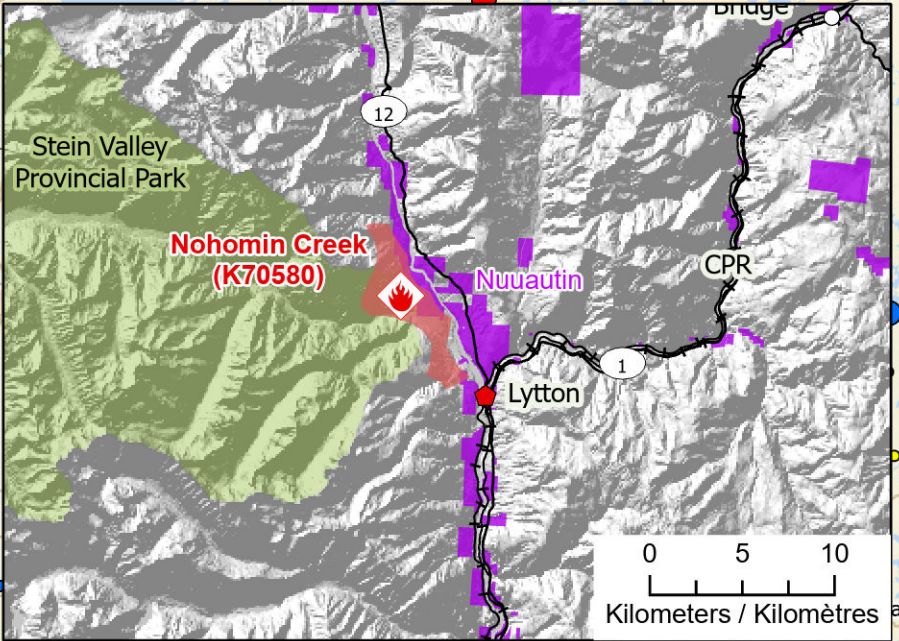 Bridge
12
Stein Valley
Provincial Park
Nohomin Creek
(K70580)
Nuuautin
CPR
1
Lytton
0 5 10
Kilometers / Kilomètres